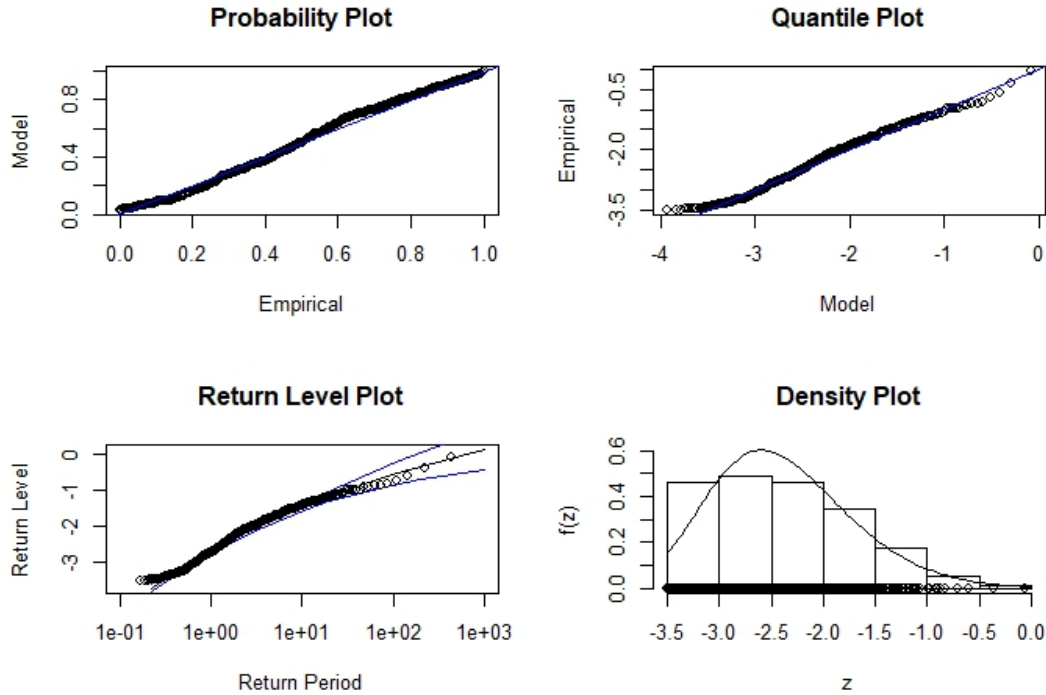 Probability Plot
Model
0.0 0.4 0.8
0.0 0.2 0.4 0.6 0.8 1.0
Empirical
Quantile Plot
Empirical
-3.5 -2.0 -0.5
-4 -3 -2 -1 0
Model
Return Level Plot
Return Level
-3 -2 -1 0
1e-01 1e+00 1e+01 1e+02 1e+03
Return Period
Density Plot
f(z)
0.0 0.2 0.4 0.6
-3.5 -3.0 -2.5 -2.0 -1.5 -1.0 -0.5 0.0
z